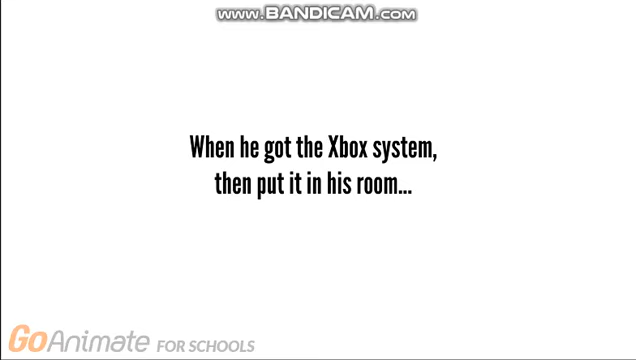 www.BANDICAM.com
When he got the Xbox system,
then put it in his room...
GoAnimate FOR SCHOOLS